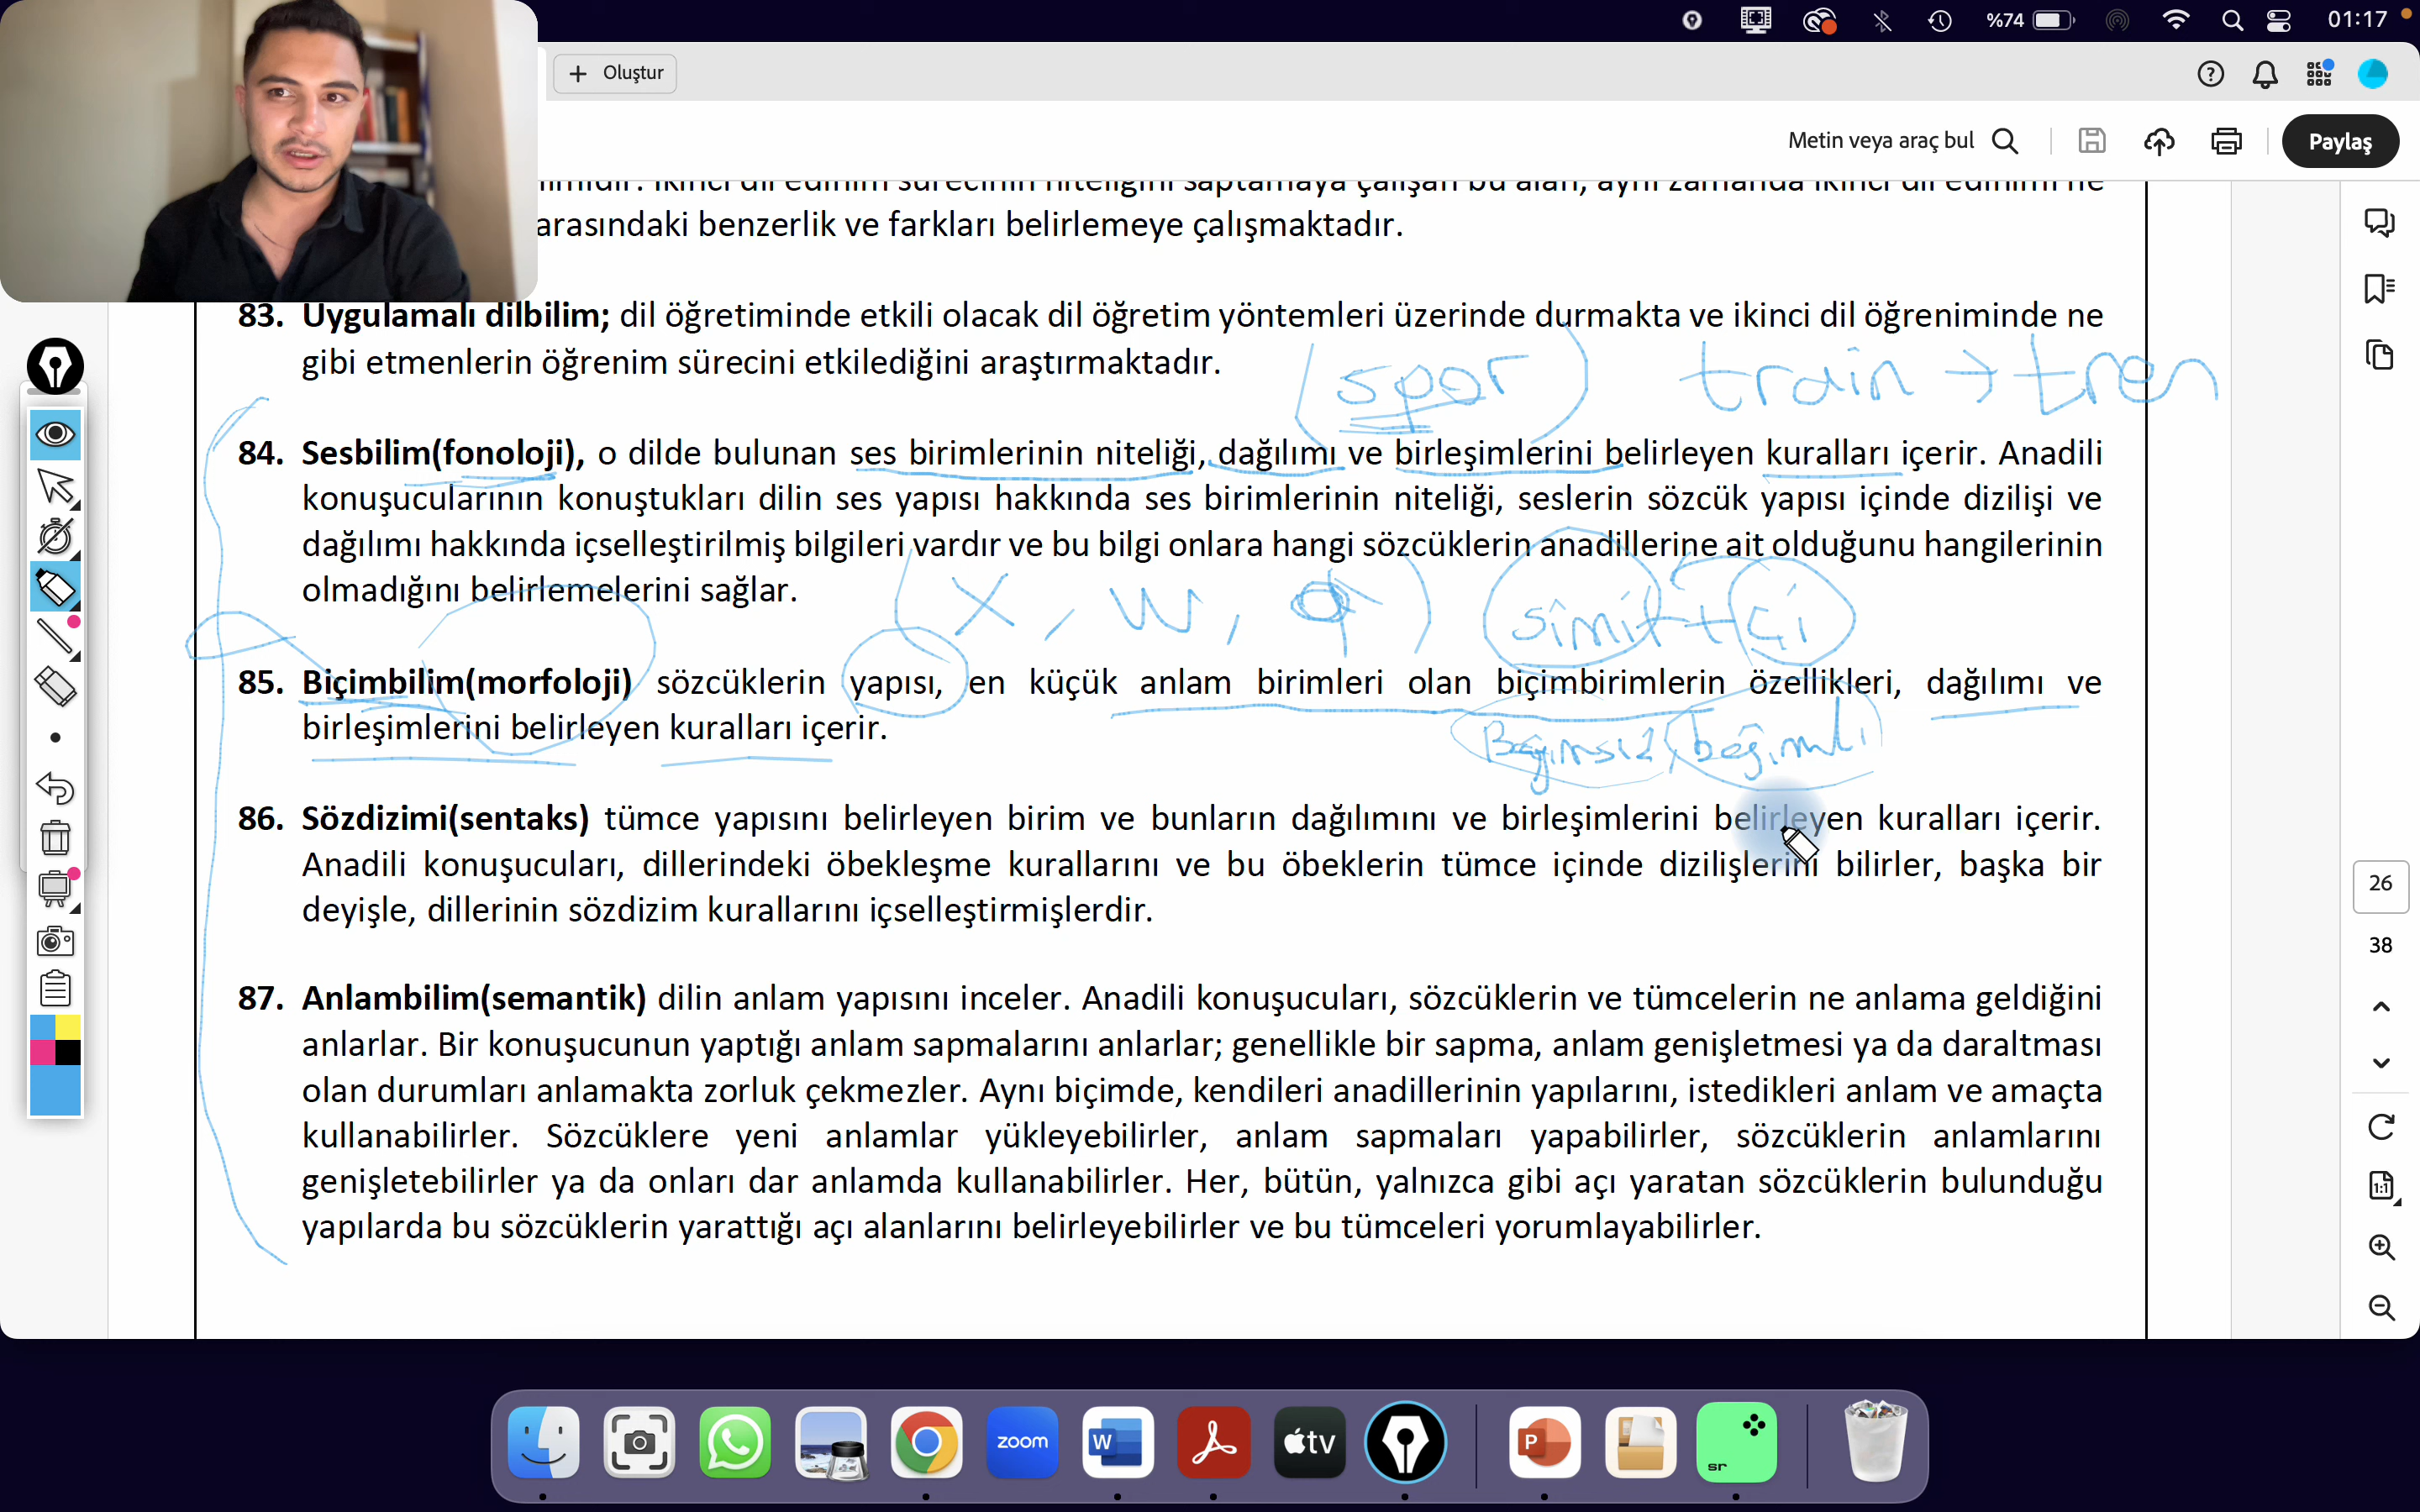 %74
01:17
+ Oluştur
Metin veya araç bul
Paylaş
arasındaki benzerlik ve farkları belirlemeye çalışmaktadır.
83. Uygulamalı dilbilim; dil öğretiminde etkili olacak dil öğretim yöntemleri üzerinde durmakta ve ikinci dil öğreniminde ne
gibi etmenlerin öğrenim sürecini etkilediğini araştırmaktadır.
(spor) train → tren
84. Sesbilim(fonoloji), o dilde bulunan ses birimlerinin niteliği, dağılımı ve birleşimlerini belirleyen kuralları içerir. Anadili
konuşucularının konuştukları dilin ses yapısı hakkında ses birimlerinin niteliği, seslerin sözcük yapısı içinde dizilişi ve
dağılımı hakkında içselleştirilmiş bilgileri vardır ve bu bilgi onlara hangi sözcüklerin anadillerine ait olduğunu hangilerinin
olmadığını belirlemelerini sağlar.
(x, w, q) simit + çi
85. Biçimbilim(morfoloji) sözcüklerin yapısı, en küçük anlam birimleri olan biçimbirimlerin özellikleri, dağılımı ve
birleşimlerini belirleyen kuralları içerir.
Bağımsız, bağımlı
86. Sözdizimi(sentaks) tümce yapısını belirleyen birim ve bunların dağılımını ve birleşimlerini belirleyen kuralları içerir.
Anadili konuşucuları, dillerindeki öbekleşme kurallarını ve bu öbeklerin tümce içinde dizilişlerini bilirler, başka bir
deyişle, dillerinin sözdizim kurallarını içselleştirmişlerdir.
87. Anlambilim(semantik) dilin anlam yapısını inceler. Anadili konuşucuları, sözcüklerin ve tümcelerin ne anlama geldiğini
anlarlar. Bir konuşucunun yaptığı anlam sapmalarını anlarlar; genellikle bir sapma, anlam genişletmesi ya da daraltması
olan durumları anlamakta zorluk çekmezler. Aynı biçimde, kendileri anadillerinin yapılarını, istedikleri anlam ve amaçta
kullanabilirler. Sözcüklere yeni anlamlar yükleyebilirler, anlam sapmaları yapabilirler, sözcüklerin anlamlarını
genişletebilirler ya da onları dar anlamda kullanabilirler. Her, bütün, yalnızca gibi açı yaratan sözcüklerin bulunduğu
yapılarda bu sözcüklerin yarattığı açı alanlarını belirleyebilirler ve bu tümceleri yorumlayabilirler.
26
38
1:1
zoom
W
tv
P
sr